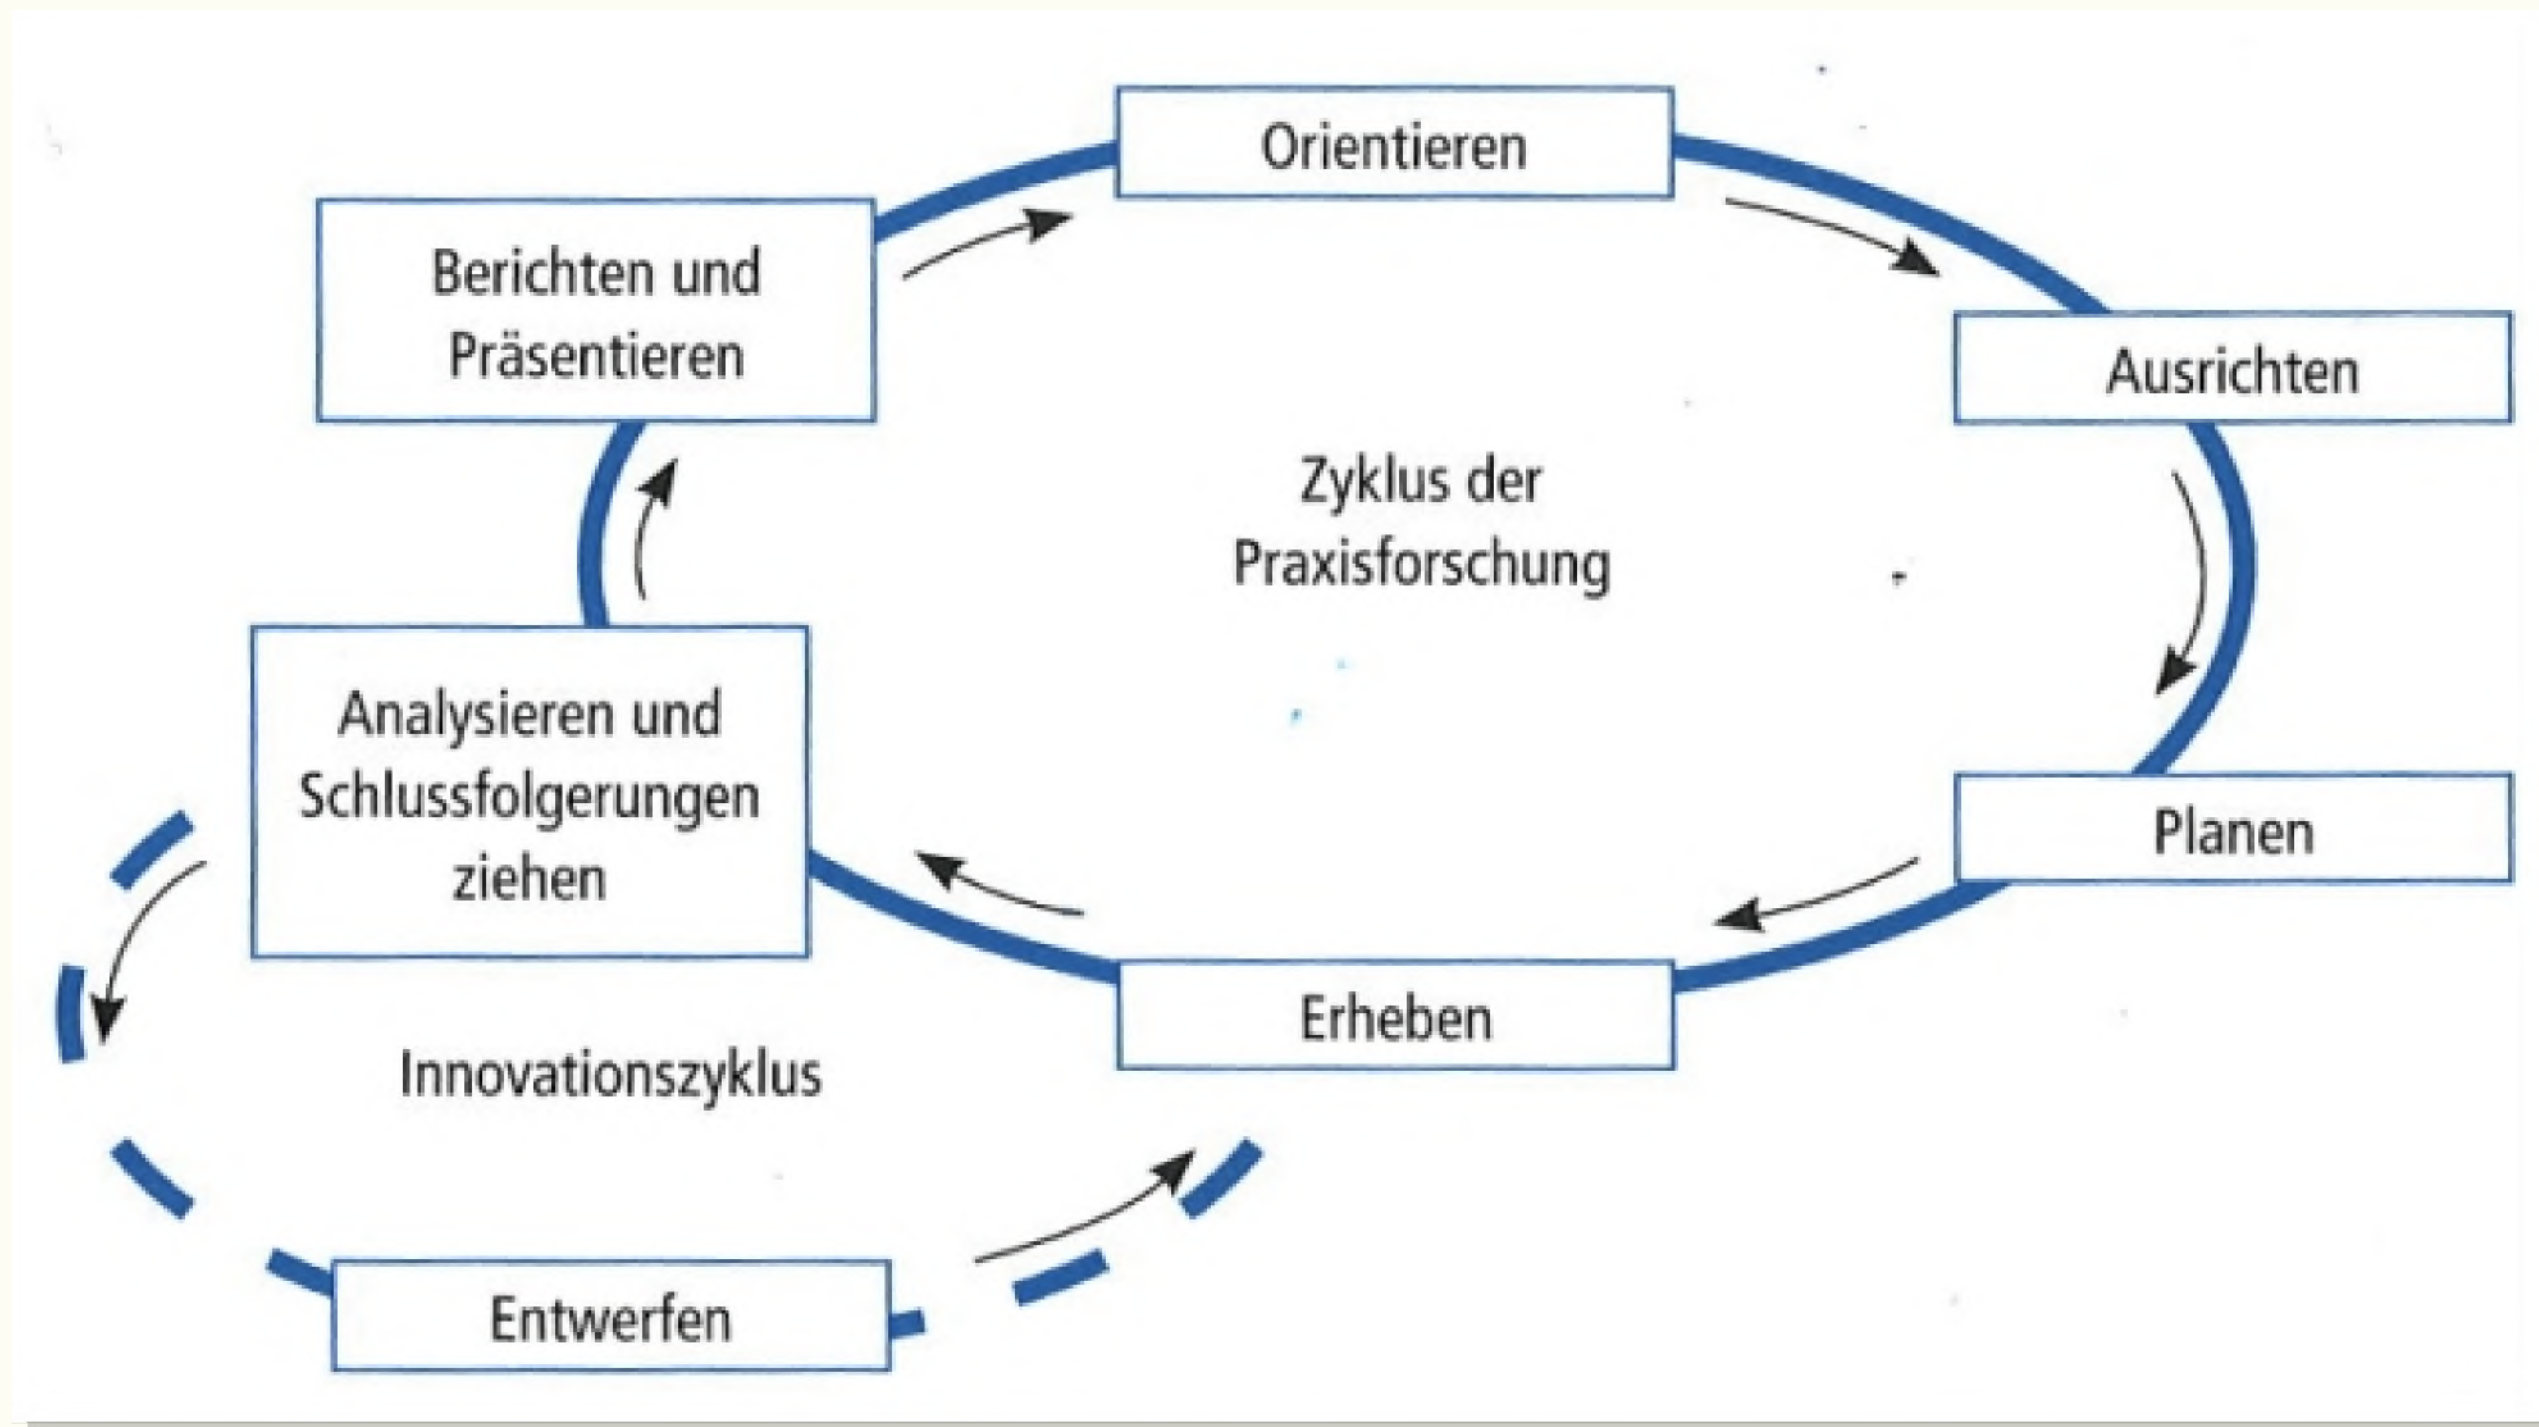 Orientieren
Berichten und
Präsentieren
Ausrichten
Zyklus der
Praxisforschung
Analysieren und
Schlussfolgerungen
ziehen
Planen
Erheben
Innovationszyklus
Entwerfen